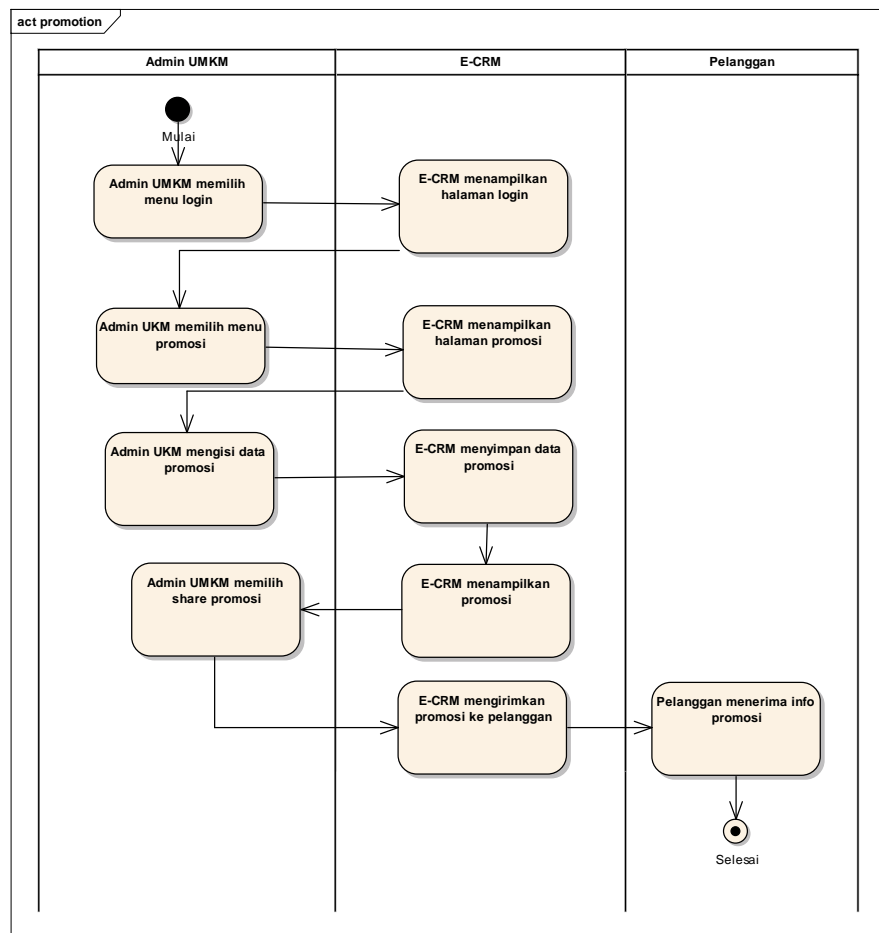 act promotion
Admin UMKM
E-CRM
Pelanggan
Mulai
Admin UMKM memilih
menu login
E-CRM menampilkan
halaman login
Admin UKM memilih menu
promosi
E-CRM menampilkan
halaman promosi
Admin UKM mengisi data
promosi
E-CRM menyimpan data
promosi
Admin UMKM memilih
share promosi
E-CRM menampilkan
promosi
E-CRM mengirimkan
promosi ke pelanggan
Pelanggan menerima info
promosi
Selesai